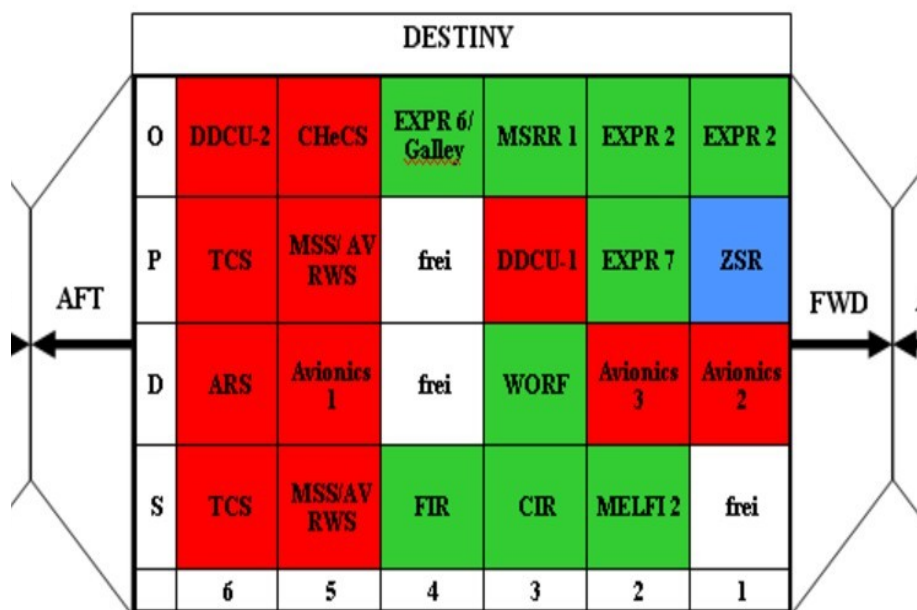 DESTINY
O DDCU-2 CHeCS EXPR 6/ Galley MSRR 1 EXPR 2 EXPR 2
P TCS MSS/ AV RWS frei DDCU-1 EXPR 7 ZSR
AFT
FWD
D ARS Avionics 1 frei WORF Avionics 3 Avionics 2
S TCS MSS/AV RWS FIR CIR MELFI 2 frei
6 5 4 3 2 1